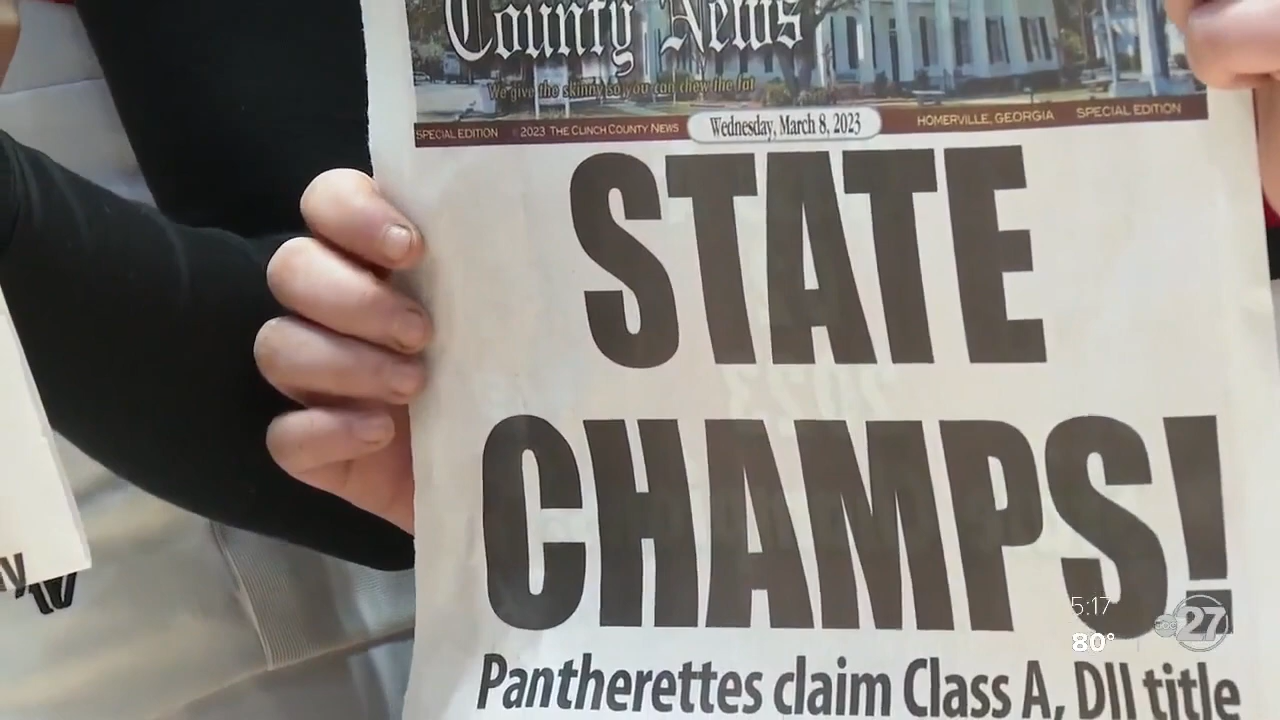 County News
We give the skinny so you can chew the fat
SPECIAL EDITION ©2023 THE CLINCH COUNTY NEWS Wednesday, March 8, 2023 HOMERVILLE, GEORGIA SPECIAL EDITION
STATE
CHAMPS!
Pantherettes claim Class A, DII title
5:17
80°
abc 27